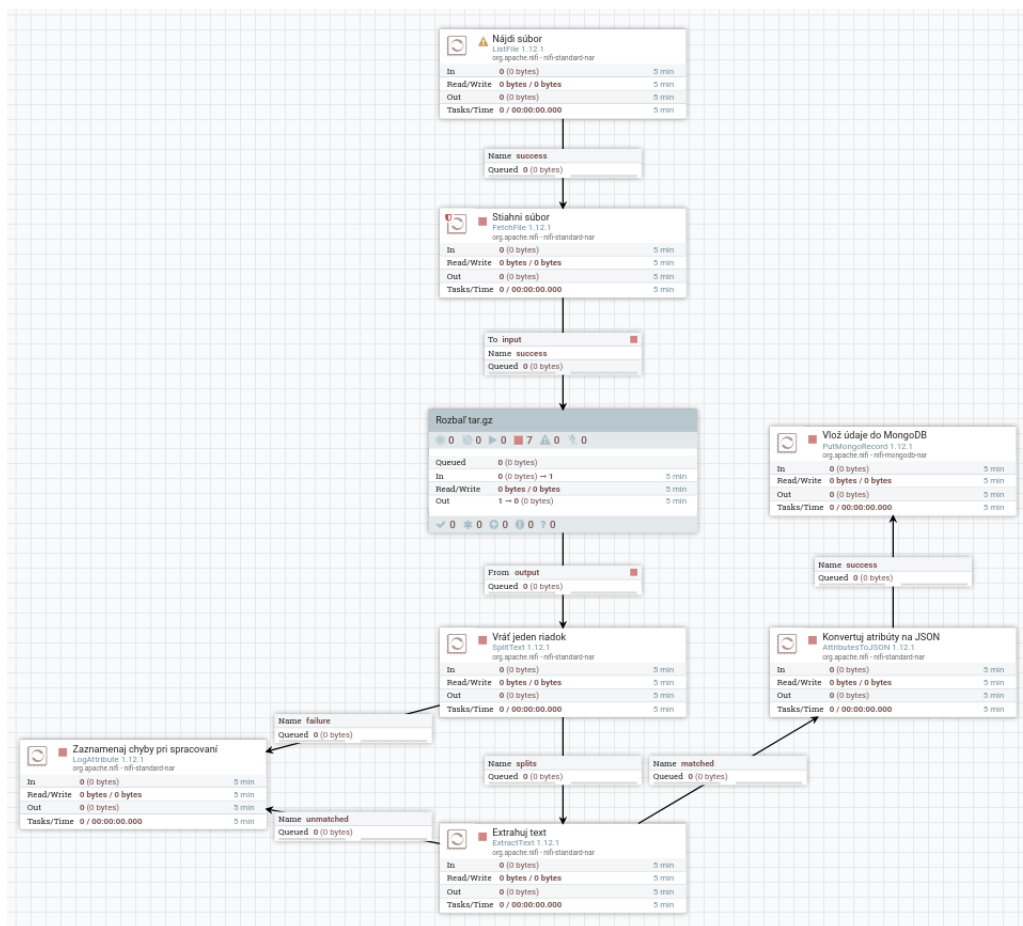 Nájdi súbor
ListFile 1.12.1
org.apache.nifi - nifi-standard-nar
In 0 (0 bytes) 5 min
Read/Write 0 bytes / 0 bytes 5 min
Out 0 (0 bytes) 5 min
Tasks/Time 0 / 00:00:00.000 5 min
Name success
Queued 0 (0 bytes)
Stiahni súbor
FetchFile 1.12.1
org.apache.nifi - nifi-standard-nar
In 0 (0 bytes) 5 min
Read/Write 0 bytes / 0 bytes 5 min
Out 0 (0 bytes) 5 min
Tasks/Time 0 / 00:00:00.000 5 min
To input
Name success
Queued 0 (0 bytes)
Rozbaľ tar.gz
0 0 0 7 0 0
Queued 0 (0 bytes)
In 0 (0 bytes) → 1 5 min
Read/Write 0 bytes / 0 bytes 5 min
Out 1 → 0 (0 bytes) 5 min
0 0 0 0 ? 0
Vlož údaje do MongoDB
PutMongoRecord 1.12.1
org.apache.nifi - nifi-mongodb-nar
In 0 (0 bytes) 5 min
Read/Write 0 bytes / 0 bytes 5 min
Out 0 (0 bytes) 5 min
Tasks/Time 0 / 00:00:00.000 5 min
From output
Queued 0 (0 bytes)
Name success
Queued 0 (0 bytes)
Vráť jeden riadok
SplitText 1.12.1
org.apache.nifi - nifi-standard-nar
In 0 (0 bytes) 5 min
Read/Write 0 bytes / 0 bytes 5 min
Out 0 (0 bytes) 5 min
Tasks/Time 0 / 00:00:00.000 5 min
Konvertuj atribúty na JSON
AttributesToJSON 1.12.1
org.apache.nifi - nifi-standard-nar
In 0 (0 bytes) 5 min
Read/Write 0 bytes / 0 bytes 5 min
Out 0 (0 bytes) 5 min
Tasks/Time 0 / 00:00:00.000 5 min
Name failure
Queued 0 (0 bytes)
Zaznamenaj chyby pri spracovaní
LogAttribute 1.12.1
org.apache.nifi - nifi-standard-nar
In 0 (0 bytes) 5 min
Read/Write 0 bytes / 0 bytes 5 min
Out 0 (0 bytes) 5 min
Tasks/Time 0 / 00:00:00.000 5 min
Name splits
Queued 0 (0 bytes)
Name matched
Queued 0 (0 bytes)
Name unmatched
Queued 0 (0 bytes)
Extrahuj text
ExtractText 1.12.1
org.apache.nifi - nifi-standard-nar
In 0 (0 bytes) 5 min
Read/Write 0 bytes / 0 bytes 5 min
Out 0 (0 bytes) 5 min
Tasks/Time 0 / 00:00:00.000 5 min